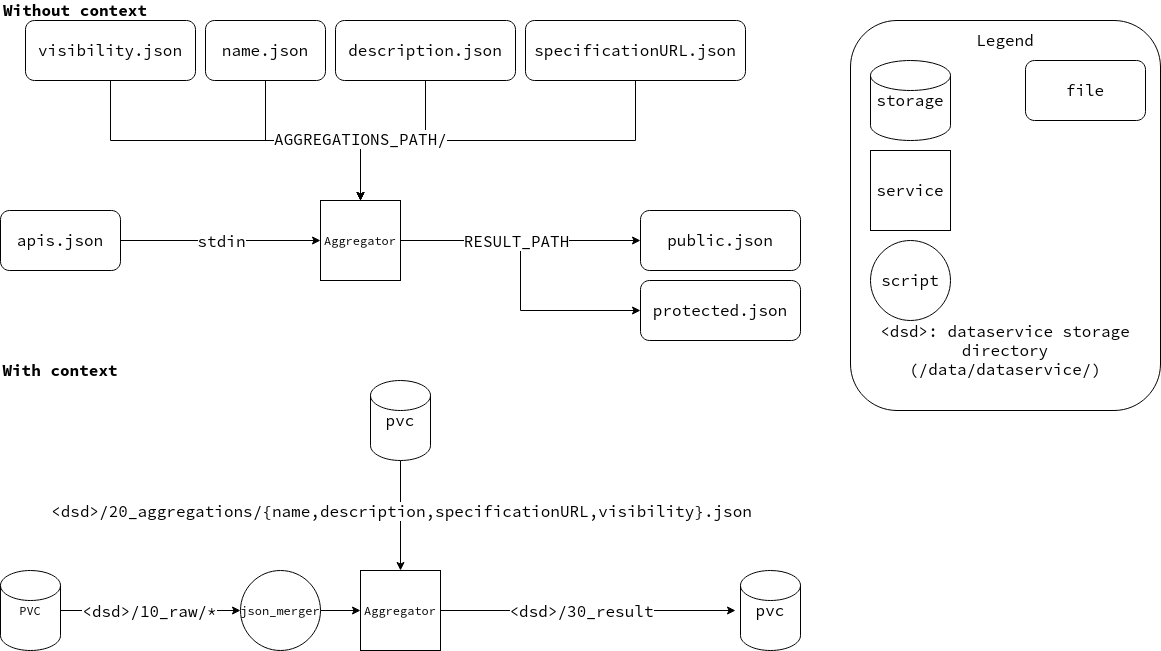 Without context
visibility.json
name.json
description.json
specificationURL.json
AGGREGATIONS_PATH/
apis.json
stdin
Aggregator
RESULT_PATH
public.json
protected.json
Legend
storage
file
service
script
<dsd>: dataservice storage
directory
(/data/dataservice/)
With context
pvc
<dsd>/20_aggregations/{name,description,specificationURL,visibility}.json
PVC
<dsd>/10_raw/*
json_merger
Aggregator
<dsd>/30_result
pvc